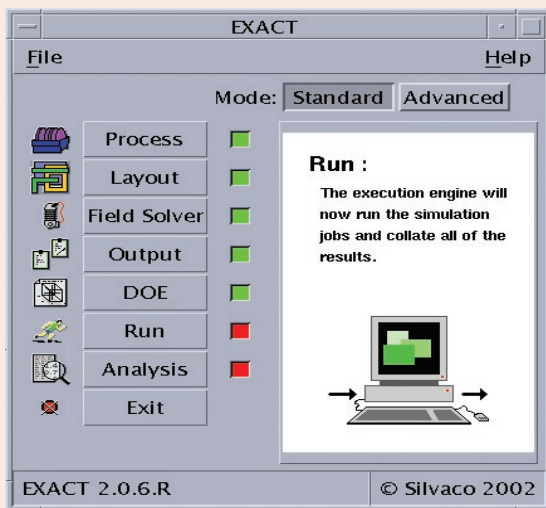 EXACT
File Help
Mode: Standard Advanced
Process
Layout
Field Solver
Output
DOE
Run
Analysis
Exit
Run :
The execution engine will
now run the simulation
jobs and collate all of the
results.
EXACT 2.0.6.R © Silvaco 2002